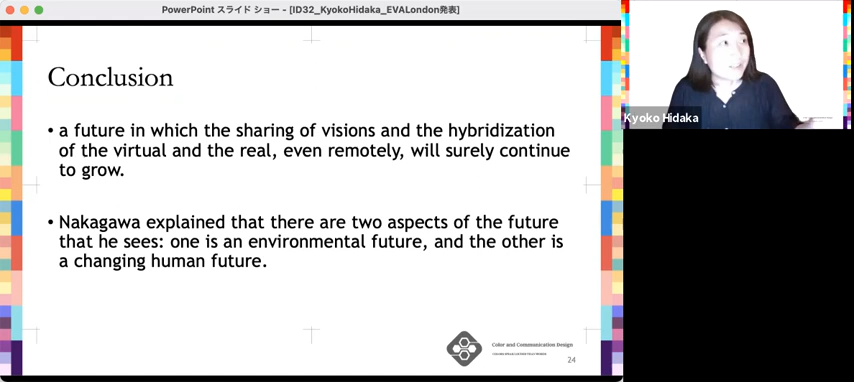 PowerPoint スライド ショー - [ID32_KyokoHidaka_EVALondon発表]
Conclusion
• a future in which the sharing of visions and the hybridization
of the virtual and the real, even remotely, will surely continue
to grow.
• Nakagawa explained that there are two aspects of the future
that he sees: one is an environmental future, and the other is
a changing human future.
Color and Communication Design
24
Kyoko Hidaka